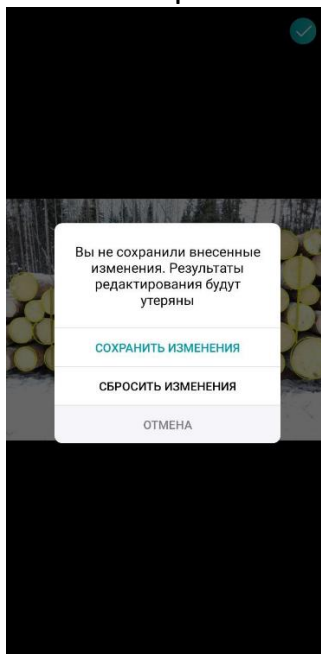 Вы не сохранили внесенные
изменения. Результаты
редактирования будут
утеряны
СОХРАНИТЬ ИЗМЕНЕНИЯ
СБРОСИТЬ ИЗМЕНЕНИЯ
ОТМЕНА